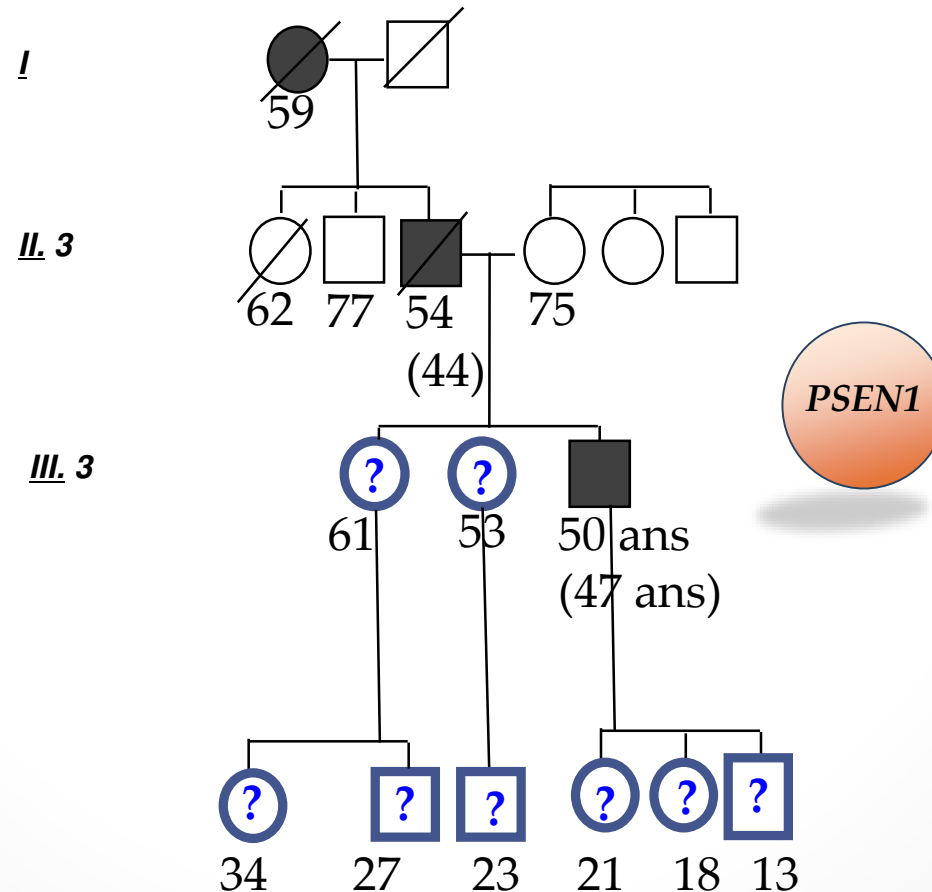 I
59
II. 3
62 77 54 75
(44)
PSEN1
III. 3
? ?
61 53 50 ans
(47 ans)
? ? ? ? ? ?
34 27 23 21 18 13